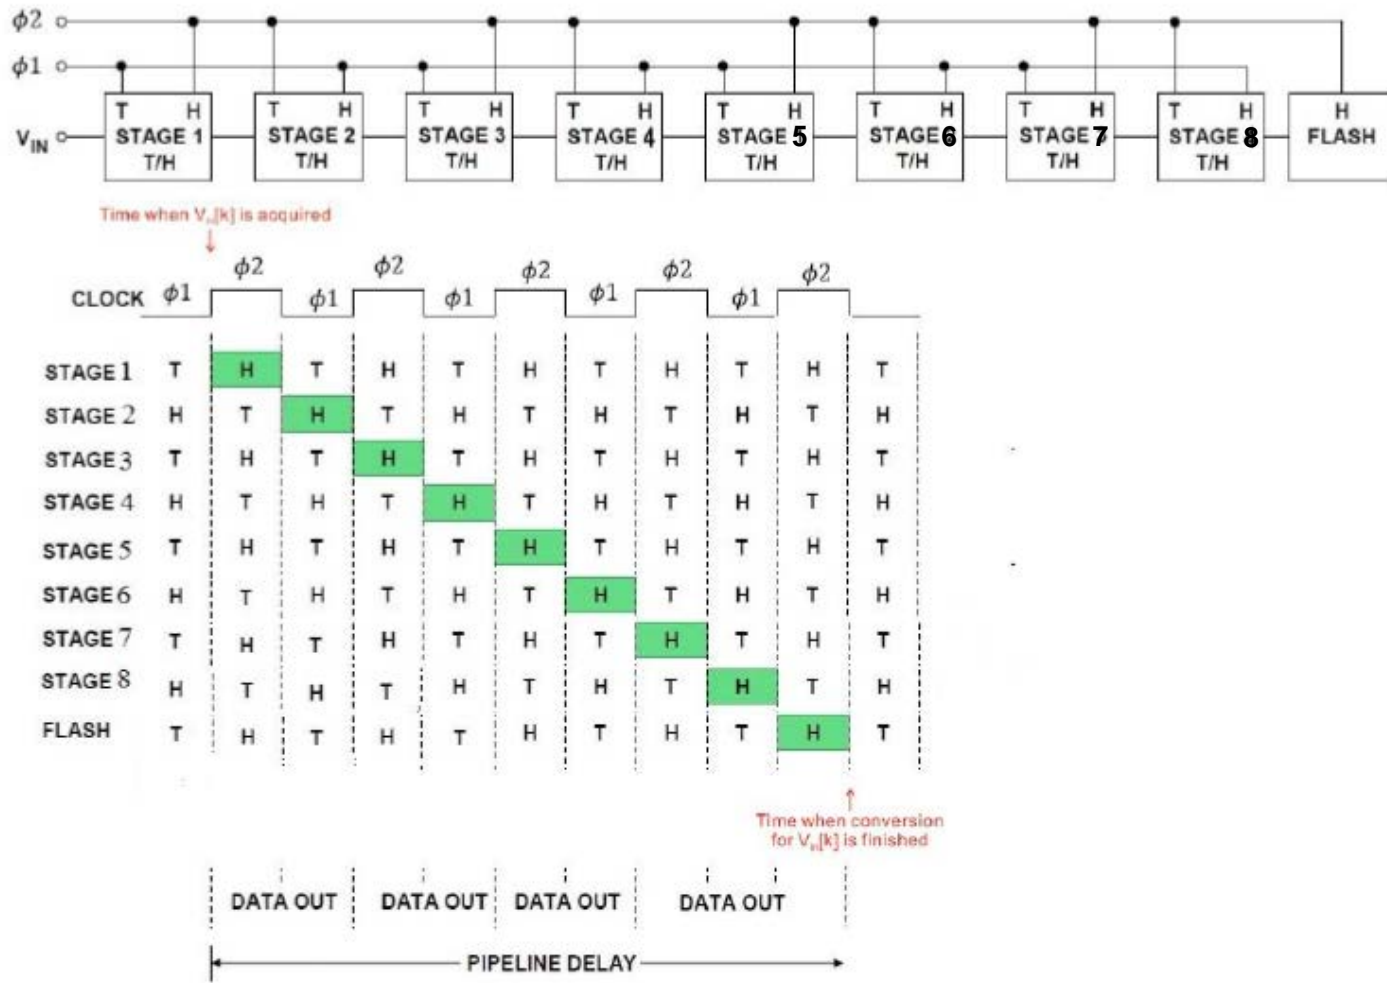 ϕ2
ϕ1
T H T H T H T H T H T H T H T H H
V_IN STAGE 1 STAGE 2 STAGE 3 STAGE 4 STAGE 5 STAGE 6 STAGE 7 STAGE 8 FLASH
T/H T/H T/H T/H T/H T/H T/H T/H
Time when V_in[k] is acquired
ϕ2 ϕ2 ϕ2 ϕ2 ϕ2
CLOCK ϕ1 ϕ1 ϕ1 ϕ1 ϕ1
STAGE 1 T H T H T H T H T H T
STAGE 2 H T H T H T H T H T H
STAGE 3 T H T H T H T H T H T
STAGE 4 H T H T H T H T H T H
STAGE 5 T H T H T H T H T H T
STAGE 6 H T H T H T H T H T H
STAGE 7 T H T H T H T H T H T
STAGE 8 H T H T H T H T H T H
FLASH T H T H T H T H T H T
Time when conversion
for V_in[k] is finished
DATA OUT DATA OUT DATA OUT DATA OUT
PIPELINE DELAY